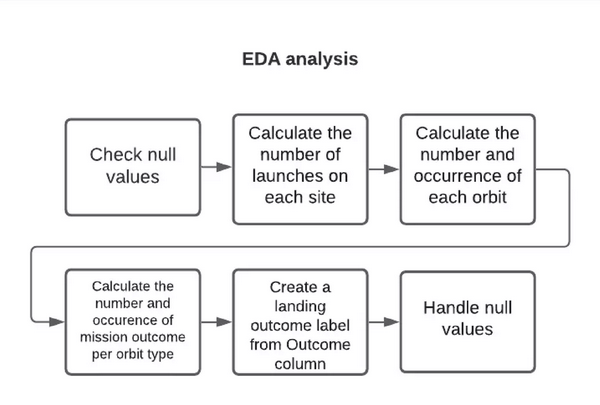 EDA analysis
Check null
values
Calculate the
number of
launches on
each site
Calculate the
number and
occurrence of
each orbit
Calculate the
number and
occurence of
mission outcome
per orbit type
Create a
landing
outcome label
from Outcome
column
Handle null
values